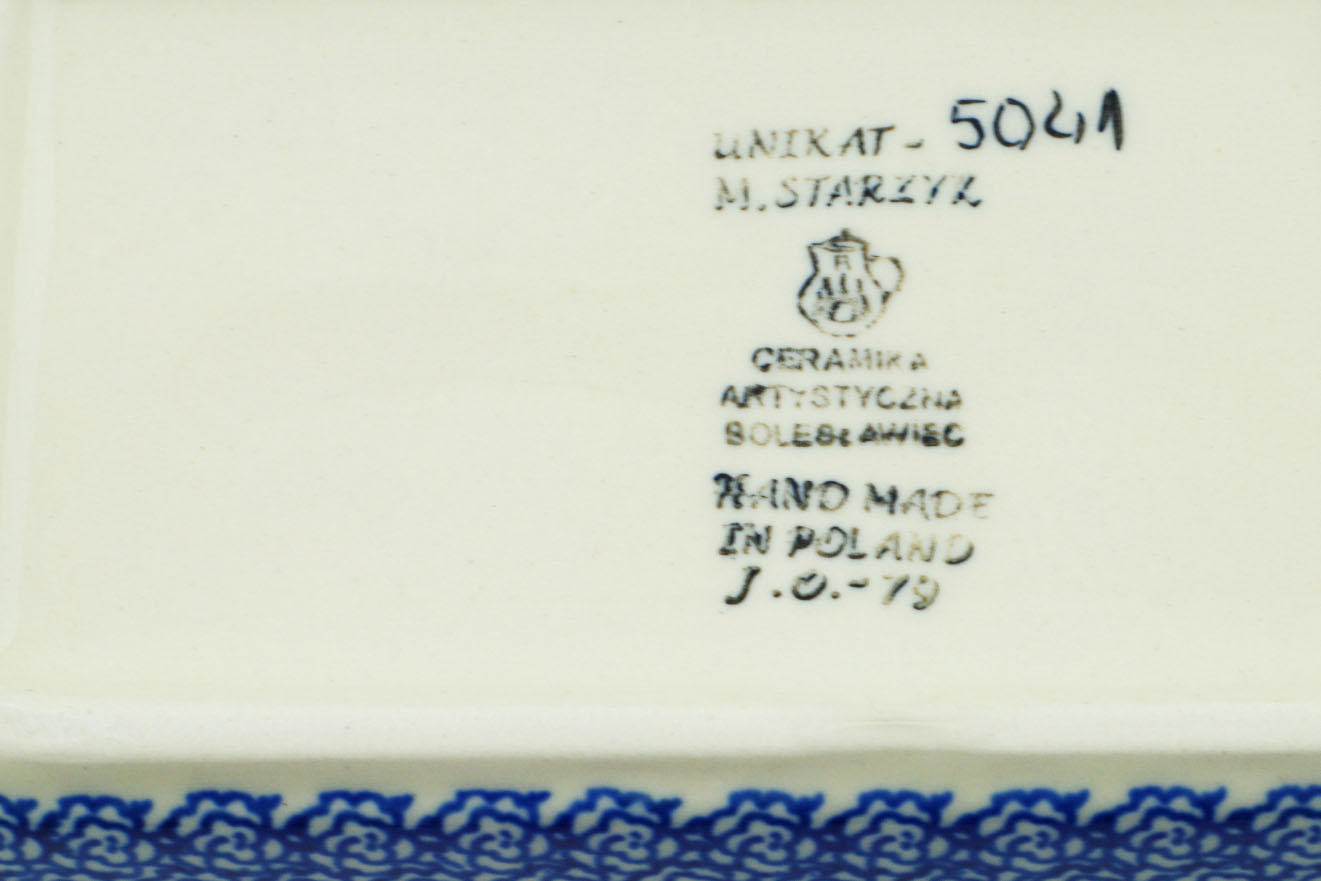 UNIKAT - 5041
M. STARZYK
CERAMIKA
ARTYSTYCZNA
BOLESŁAWIEC
HAND MADE
IN POLAND
J.O.-79